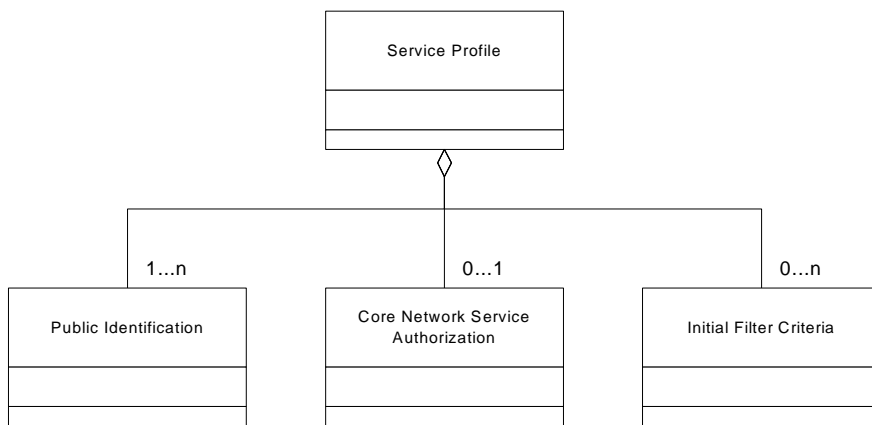 Service Profile
1...n
0...1
0...n
Public Identification
Core Network Service
Authorization
Initial Filter Criteria